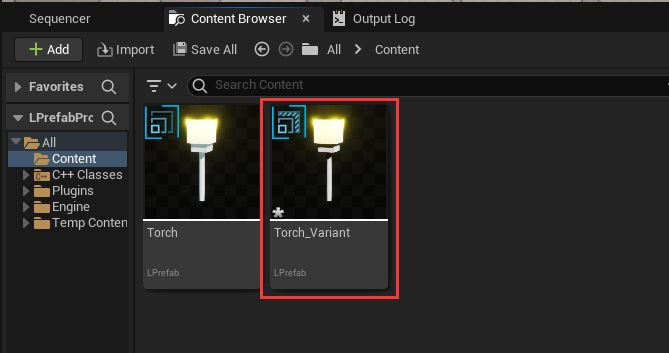 Sequencer
Content Browser
Output Log
Add
Import
Save All
All
Content
Favorites
Search Content
LPrefabPro
All
Content
C++ Classes
Plugins
Engine
Temp Conten
Torch
LPrefab
Torch_Variant
LPrefab